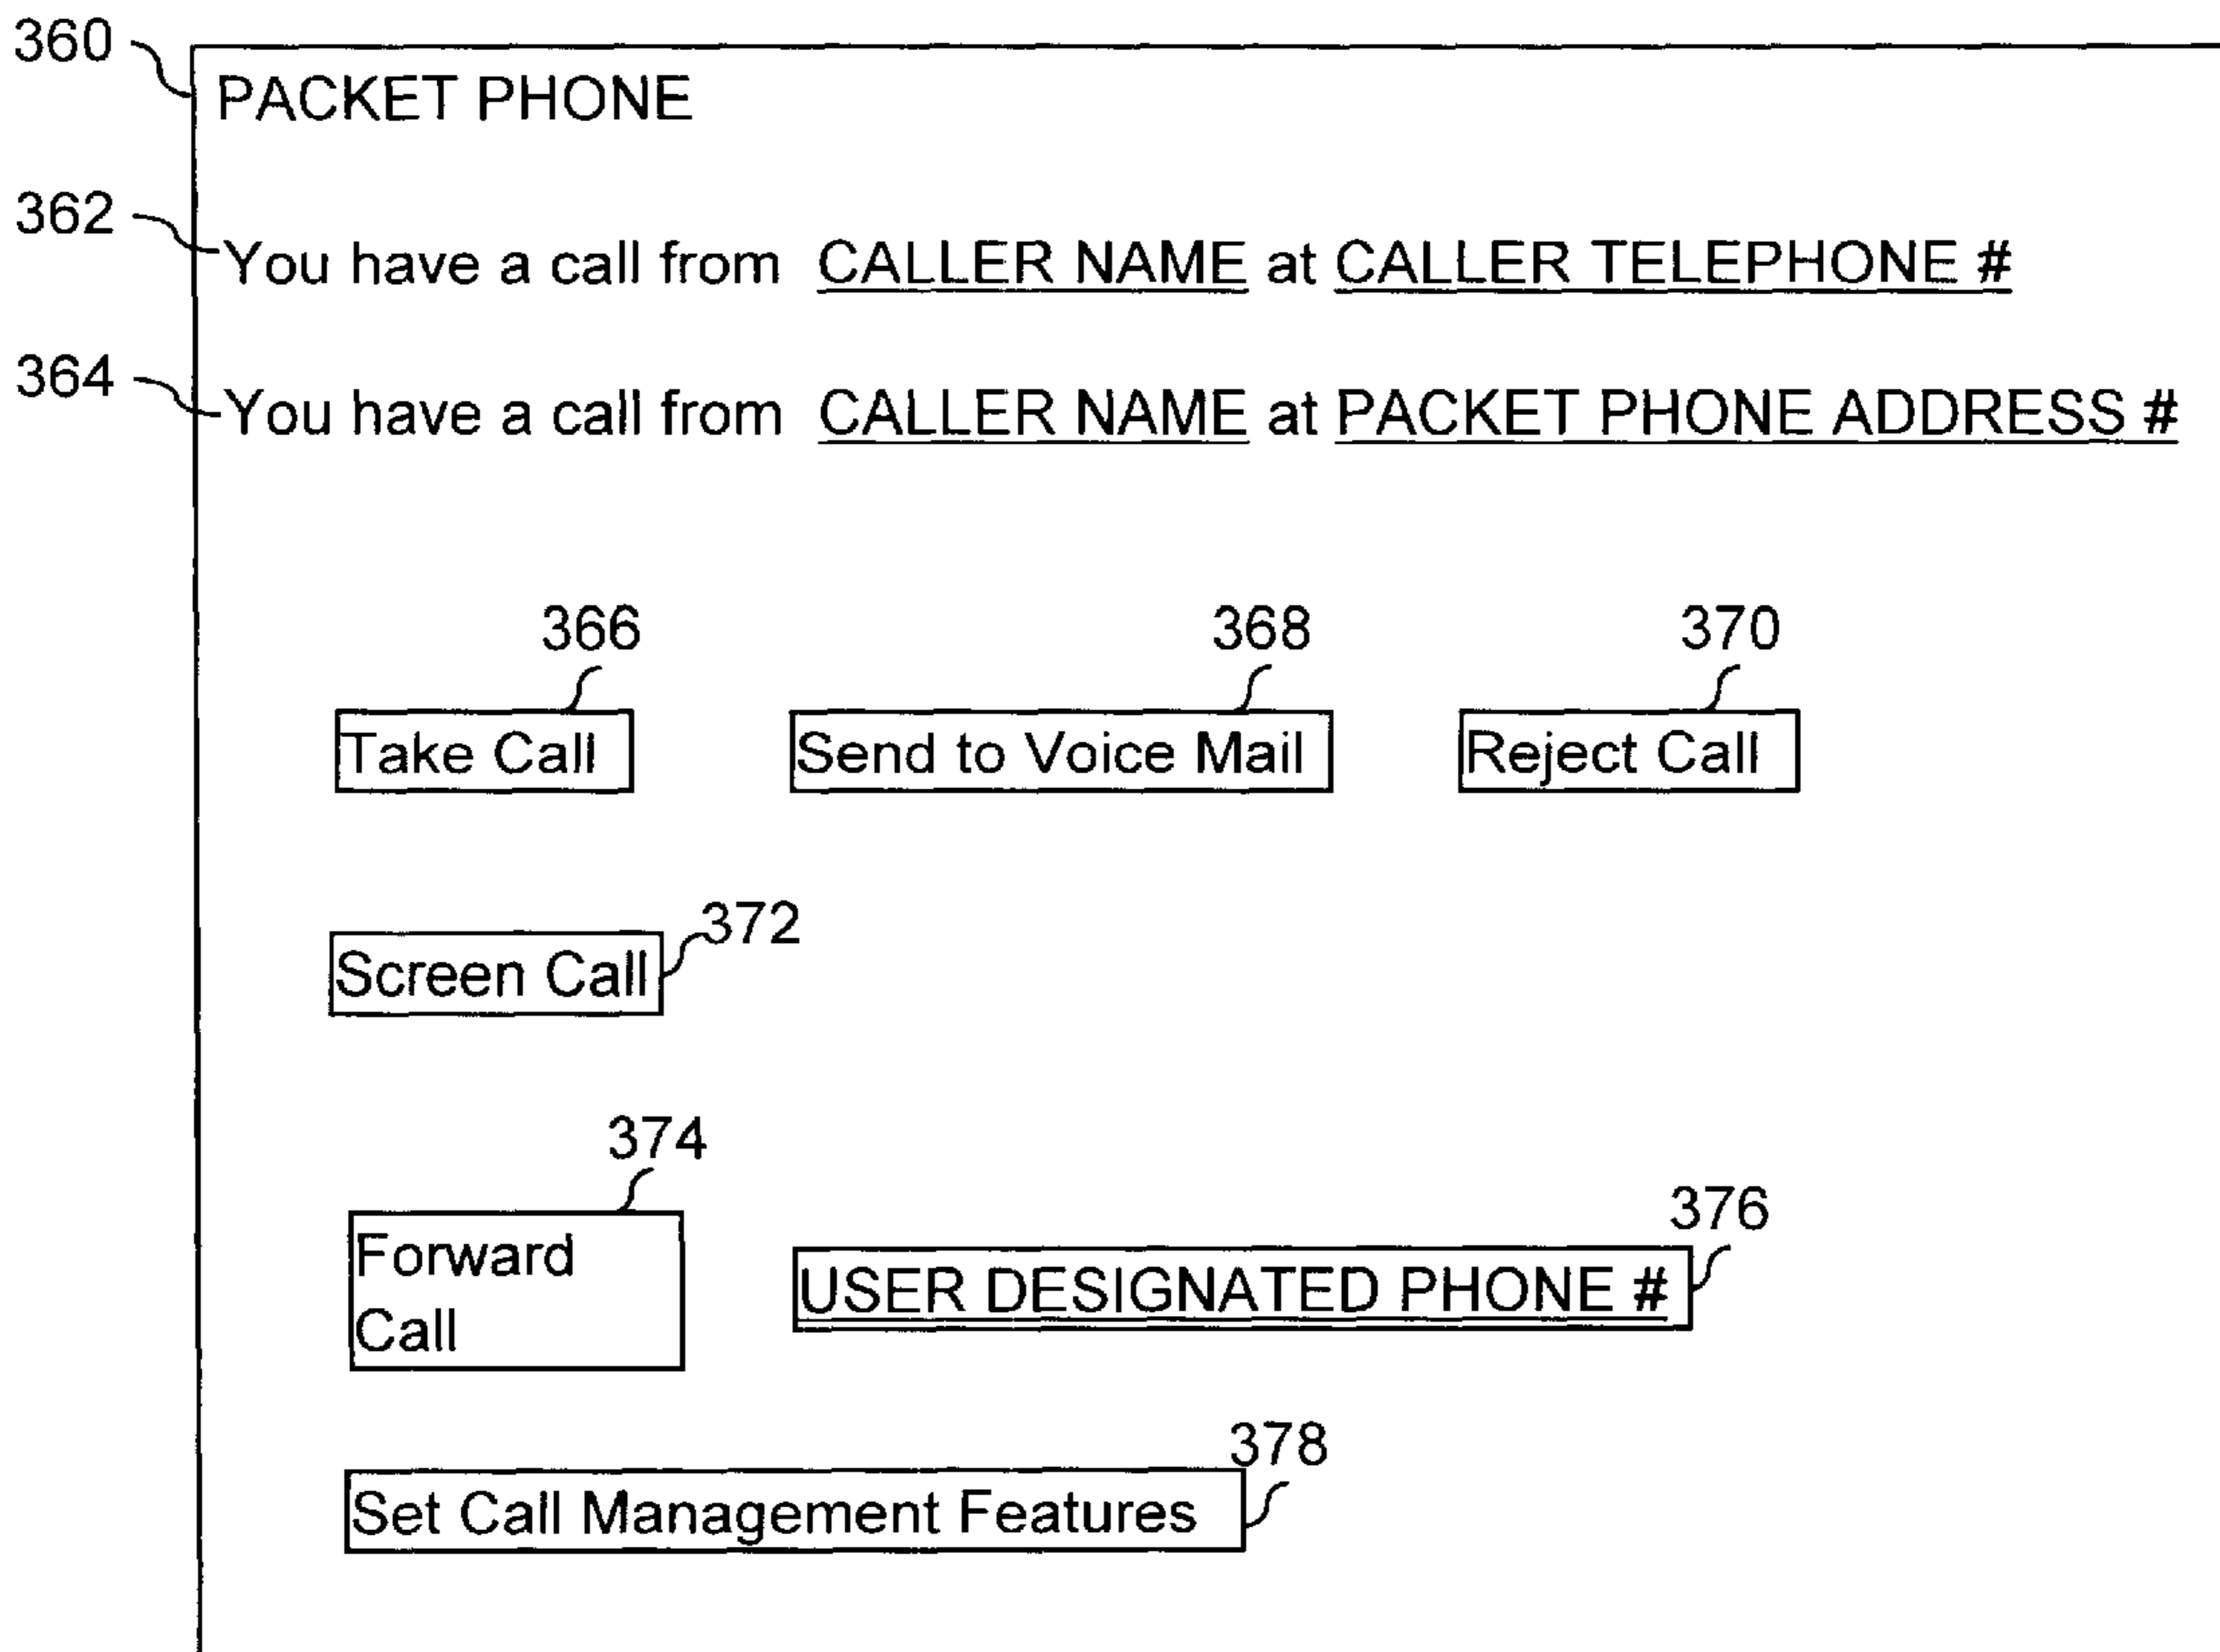 360
PACKET PHONE
362
You have a call from CALLER NAME at CALLER TELEPHONE #
364
You have a call from CALLER NAME at PACKET PHONE ADDRESS #
366 368 370
Take Call Send to Voice Mail Reject Call
372
Screen Call
374
Forward
Call
376
USER DESIGNATED PHONE #
378
Set Call Management Features